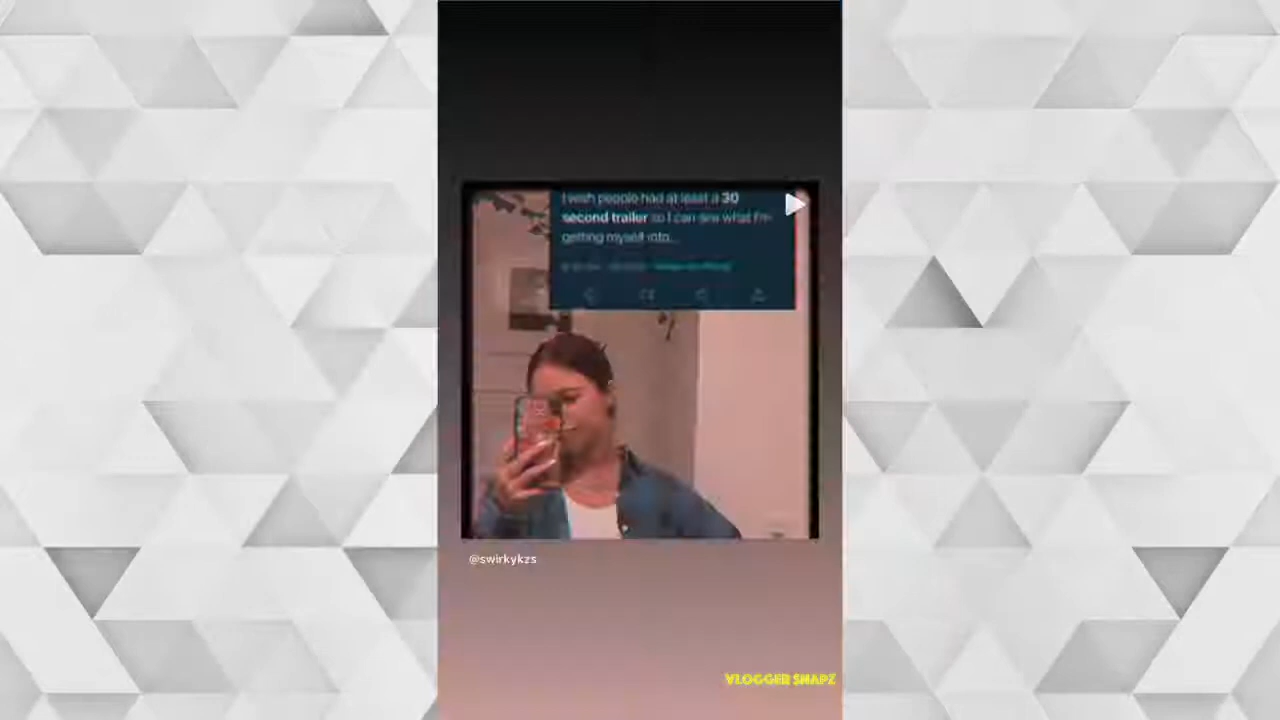 I wish people had at least a 30
second trailer so I can see what I'm
getting myself into...
@swirkykzs
VLOGGER SNAPZ